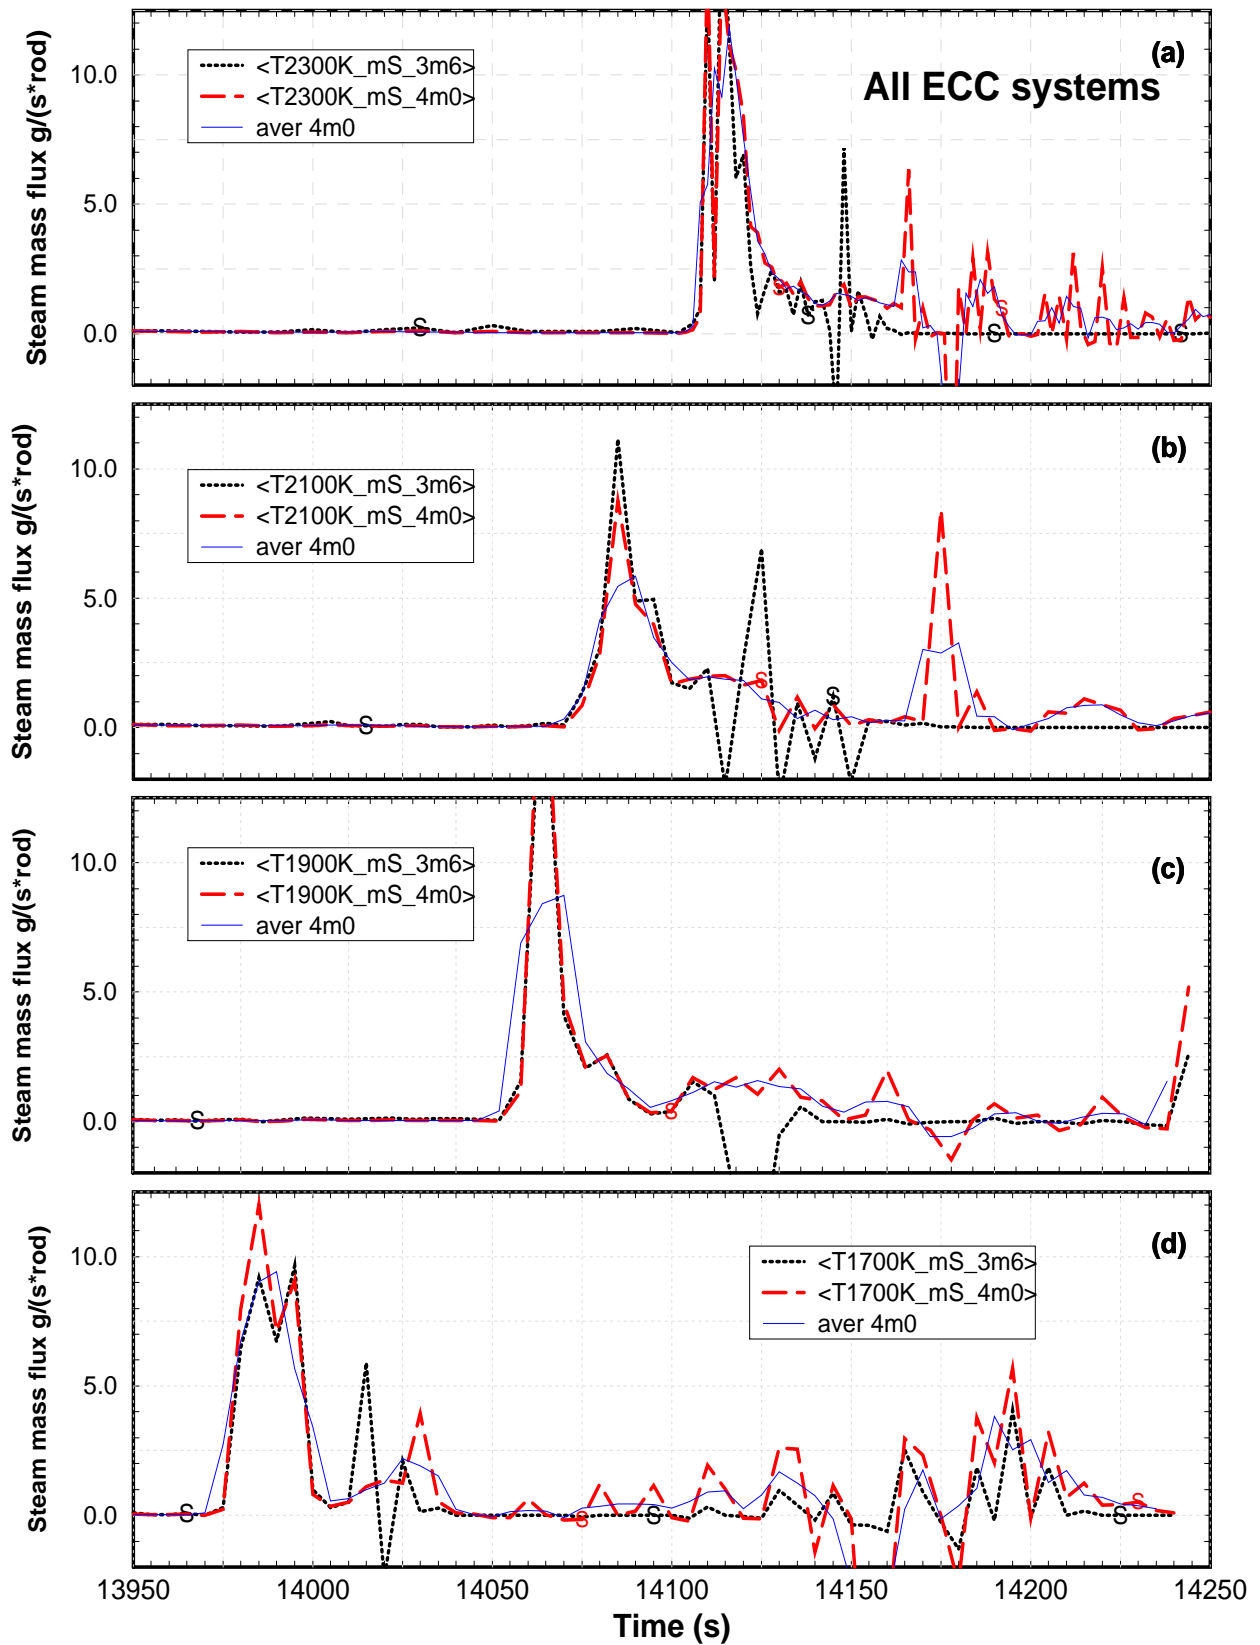 (a)
All ECC systems
<T2300K_mS_3m6>
<T2300K_mS_4m0>
aver 4m0
Steam mass flux g/(s*rod)
10.0
5.0
0.0
S
S
S
S
S
S
(b)
<T2100K_mS_3m6>
<T2100K_mS_4m0>
aver 4m0
Steam mass flux g/(s*rod)
10.0
5.0
0.0
S
S
S
(c)
<T1900K_mS_3m6>
<T1900K_mS_4m0>
aver 4m0
Steam mass flux g/(s*rod)
10.0
5.0
0.0
S
S
(d)
<T1700K_mS_3m6>
<T1700K_mS_4m0>
aver 4m0
Steam mass flux g/(s*rod)
10.0
5.0
0.0
S
S
S
S
S
13950 14000 14050 14100 14150 14200 14250
Time (s)